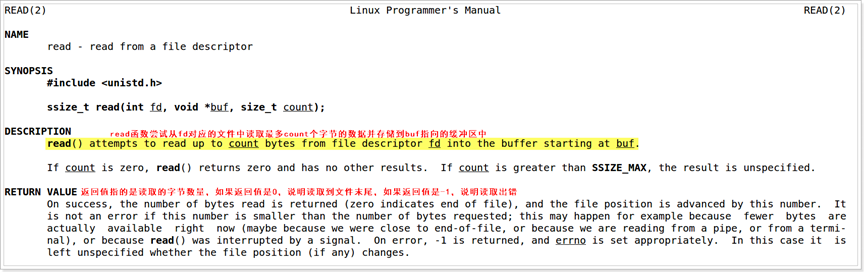 READ(2) Linux Programmer's Manual READ(2)
NAME
read - read from a file descriptor
SYNOPSIS
#include <unistd.h>
ssize_t read(int fd, void *buf, size_t count);
DESCRIPTION read函数尝试从fd对应的文件中读取最多count个字节的数据并存储到buf指向的缓冲区中
read() attempts to read up to count bytes from file descriptor fd into the buffer starting at buf.
If count is zero, read() returns zero and has no other results. If count is greater than SSIZE_MAX, the result is unspecified.
RETURN VALUE 返回值指的是读取的字节数量，如果返回值是0，说明读取到文件末尾，如果返回值是-1，说明读取出错
On success, the number of bytes read is returned (zero indicates end of file), and the file position is advanced by this number. It
is not an error if this number is smaller than the number of bytes requested; this may happen for example because fewer bytes are
actually available right now (maybe because we were close to end-of-file, or because we are reading from a pipe, or from a termi-
nal), or because read() was interrupted by a signal. On error, -1 is returned, and errno is set appropriately. In this case it is
left unspecified whether the file position (if any) changes.